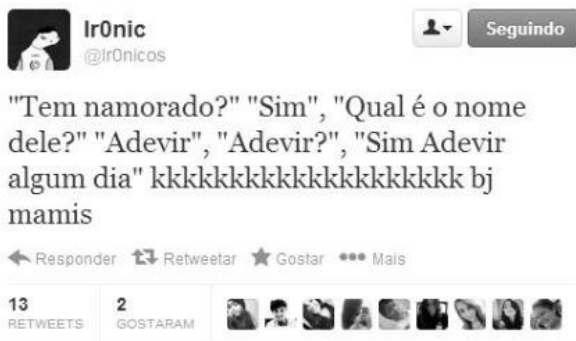 Ir0nic
@Ir0nicos
Seguindo
"Tem namorado?" "Sim", "Qual é o nome
dele?" "Adevir", "Adevir?", "Sim Adevir
algum dia" kkkkkkkkkkkkkkkkkkkk bj
mamis
Responder Retweetar Gostar Mais
13 2
RETWEETS GOSTARAM